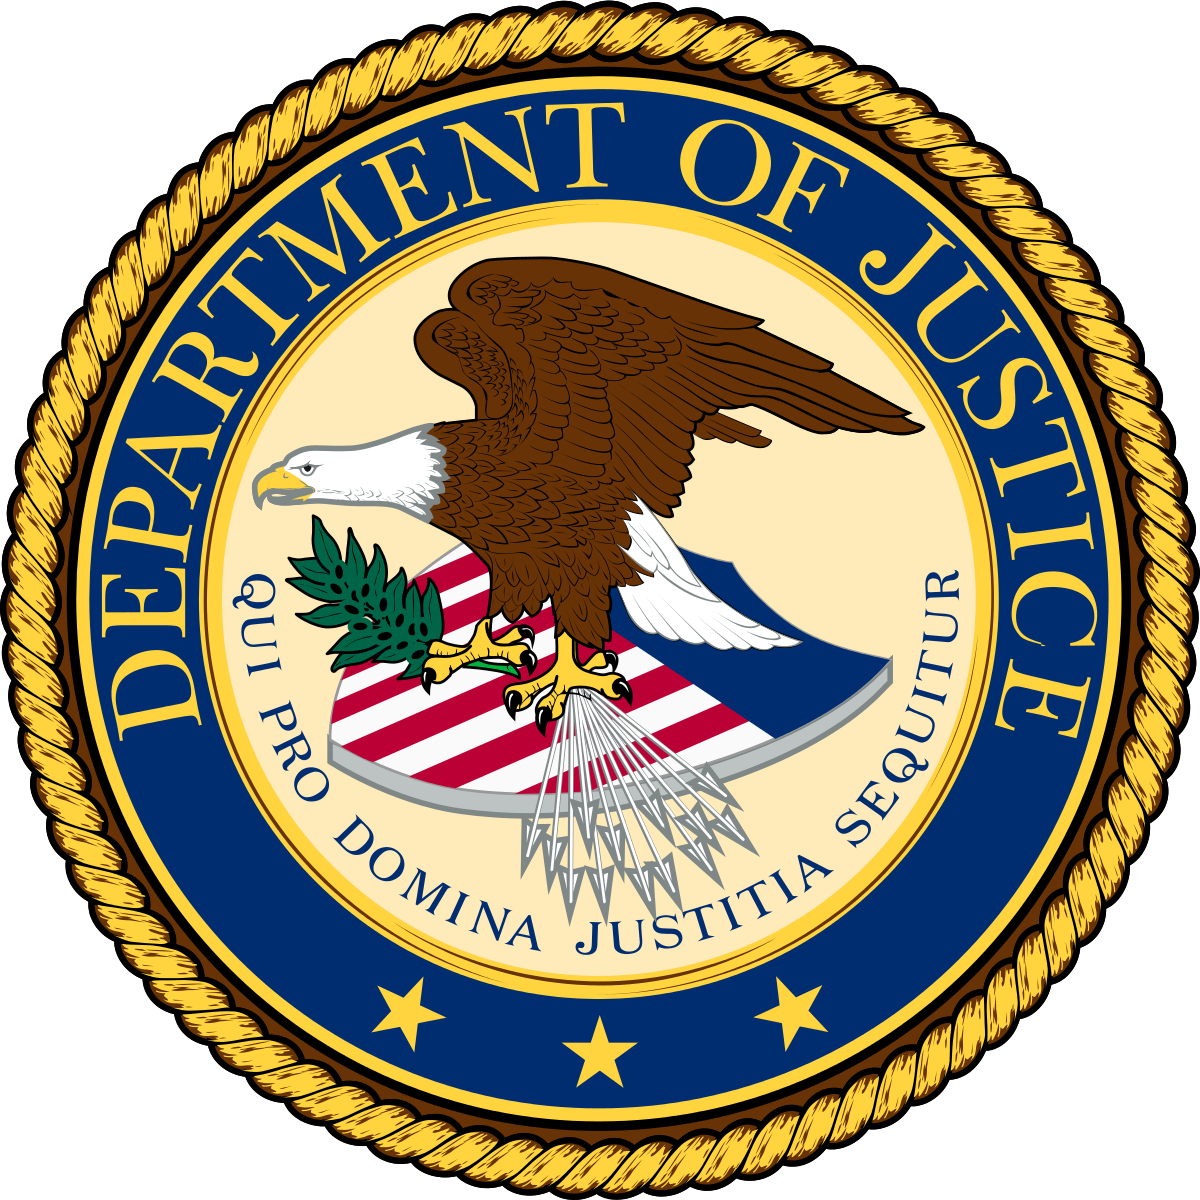 DEPARTMENT OF JUSTICE
QUI PRO DOMINA JUSTITIA SEQUITUR